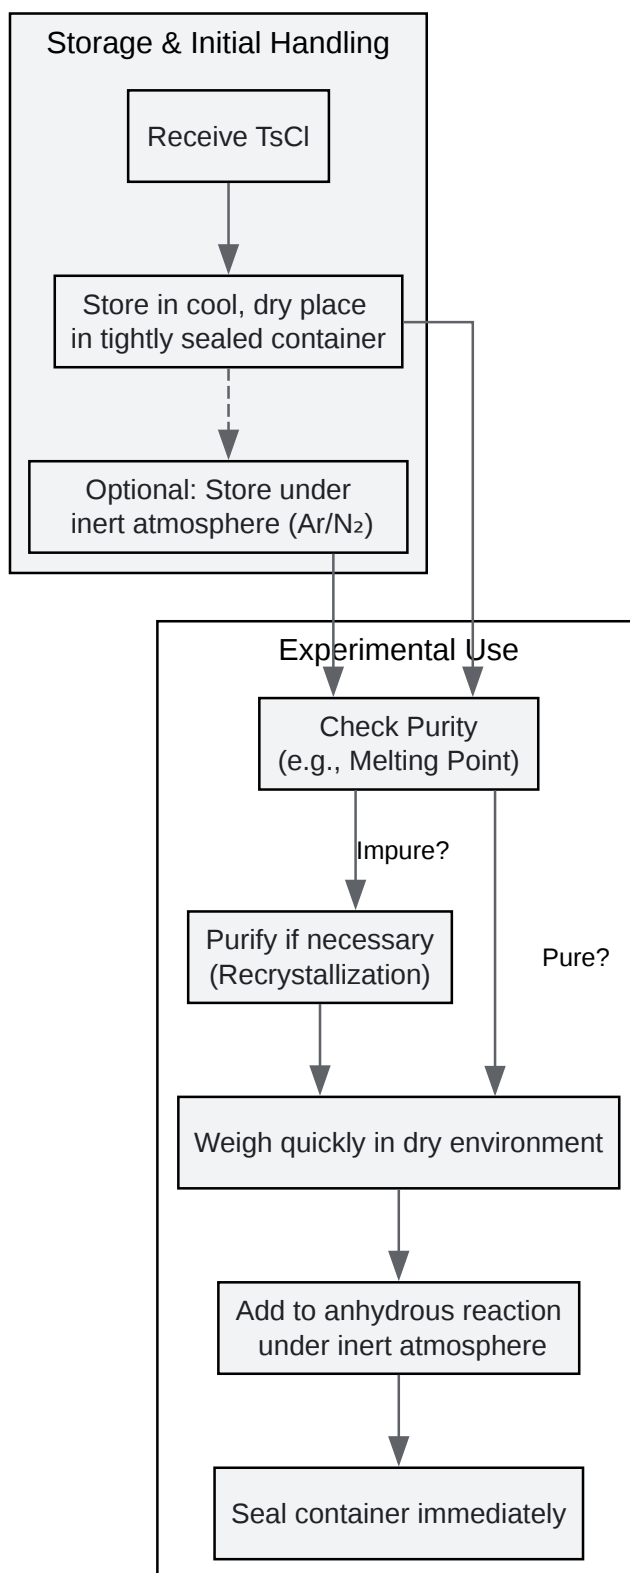 Storage & Initial Handling
Receive TsCl
Store in cool, dry place
in tightly sealed container
Optional: Store under
inert atmosphere (Ar/N₂)
Experimental Use
Check Purity
(e.g., Melting Point)
Impure?
Purify if necessary
(Recrystallization)
Pure?
Weigh quickly in dry environment
Add to anhydrous reaction
under inert atmosphere
Seal container immediately